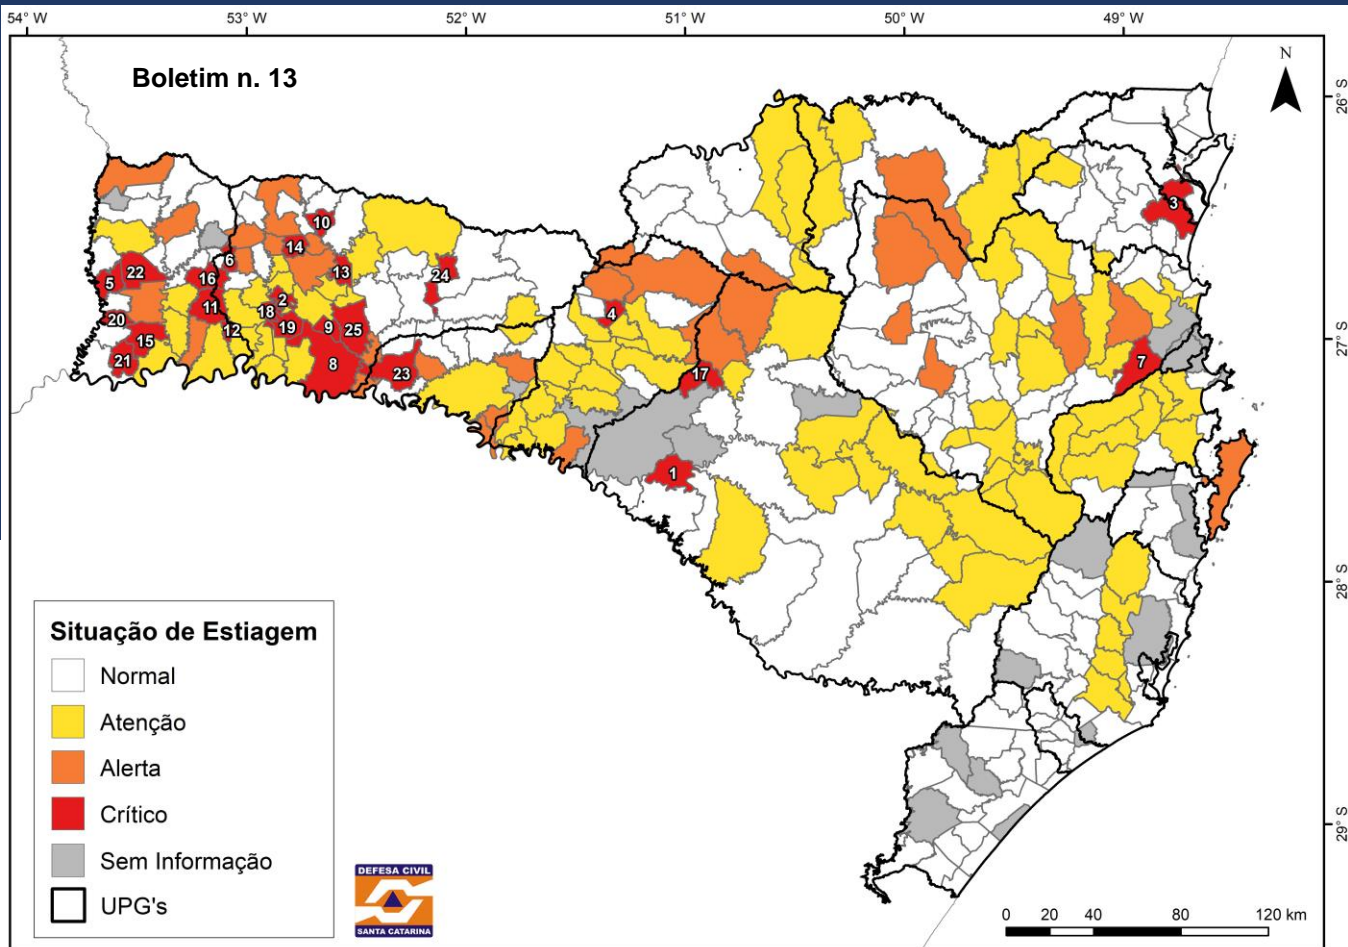 54° W 53° W 52° W 51° W 50° W 49° W
Boletim n. 13
N
26° S
27° S
28° S
29° S
3
10
14
6
5
22
16
13
24
11
2
18
4
20
12
19
9
25
15
21
8
23
17
7
1
Situação de Estiagem
Normal
Atenção
Alerta
Crítico
Sem Informação
UPG's
DEFESA CIVIL
SANTA CATARINA
0 20 40 80 120 km